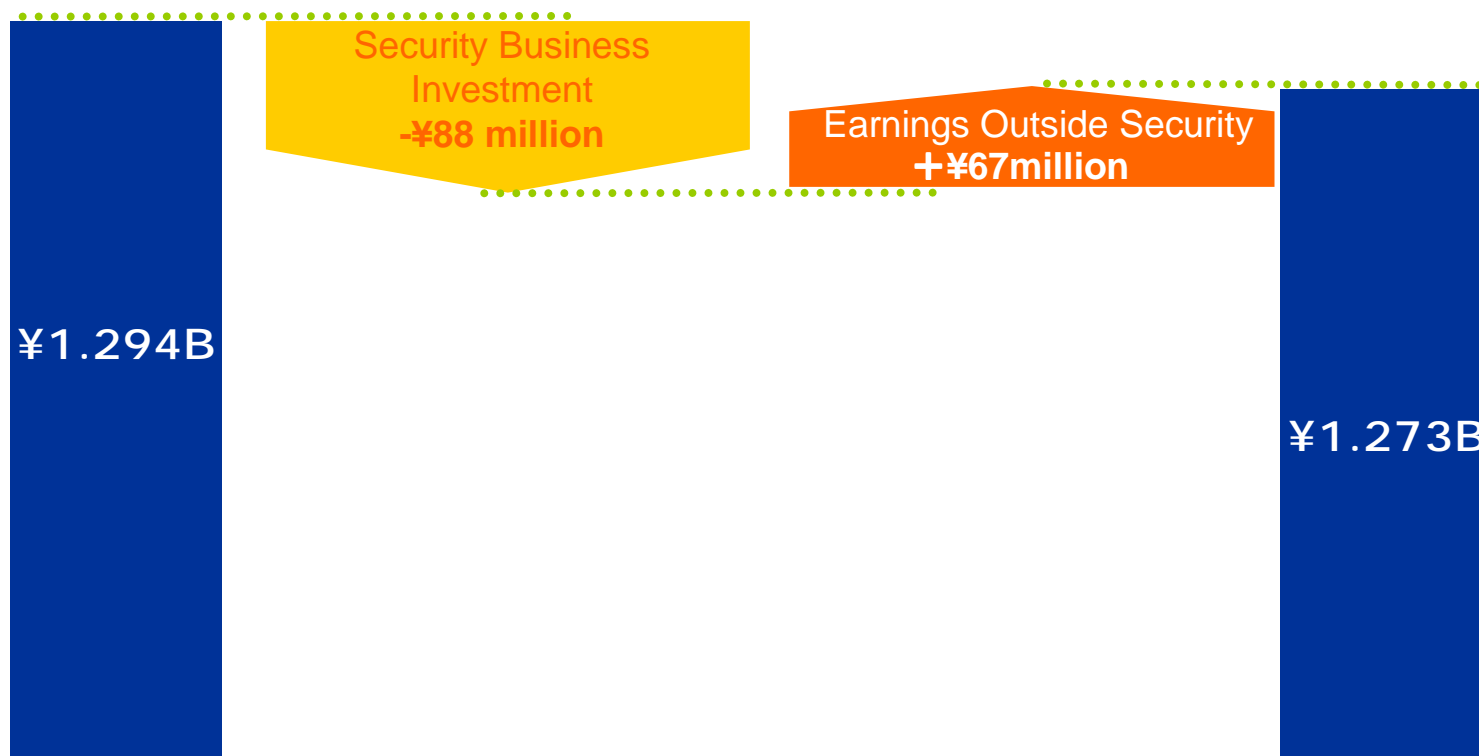 Security Business
Investment
-¥88 million
Earnings Outside Security
+¥67million
¥1.294B
¥1.273B